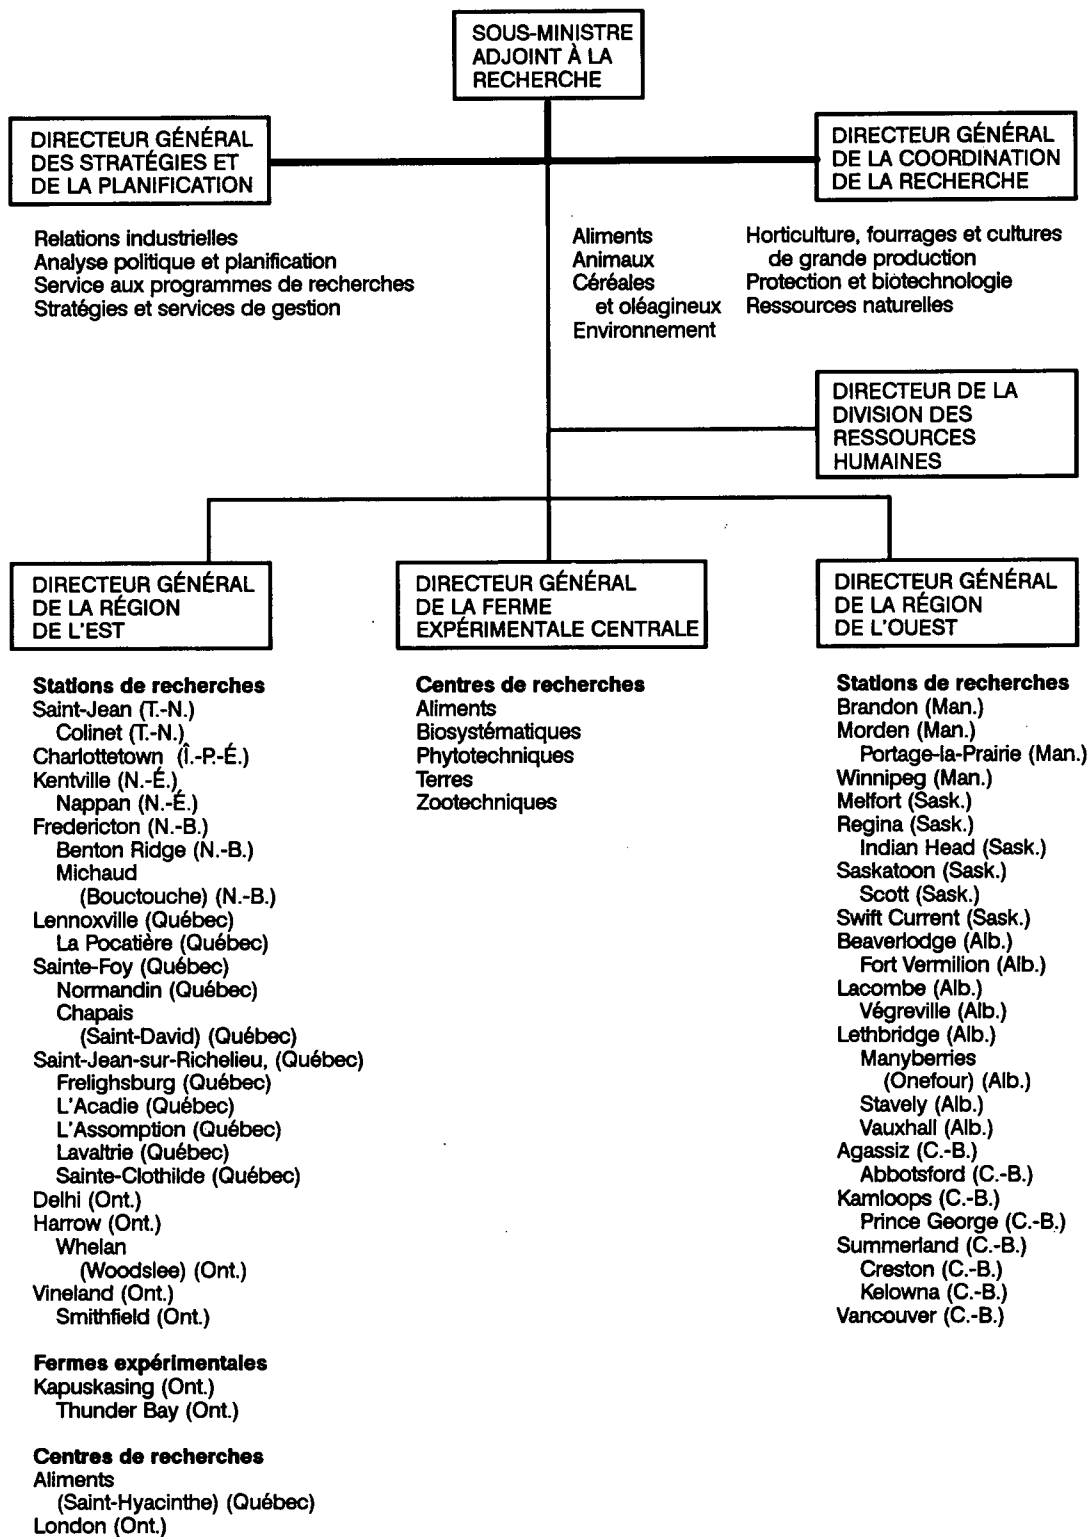 SOUS-MINISTRE
ADJOINT À LA
RECHERCHE
DIRECTEUR GÉNÉRAL
DES STRATÉGIES ET
DE LA PLANIFICATION
DIRECTEUR GÉNÉRAL
DE LA COORDINATION
DE LA RECHERCHE
Relations industrielles
Analyse politique et planification
Service aux programmes de recherches
Stratégies et services de gestion
Aliments
Animaux
Céréales
et oléagineux
Environnement
Horticulture, fourrages et cultures
de grande production
Protection et biotechnologie
Ressources naturelles
DIRECTEUR DE LA
DIVISION DES
RESSOURCES
HUMAINES
DIRECTEUR GÉNÉRAL
DE LA RÉGION
DE L'EST
DIRECTEUR GÉNÉRAL
DE LA FERME
EXPÉRIMENTALE CENTRALE
DIRECTEUR GÉNÉRAL
DE LA RÉGION
DE L'OUEST
Stations de recherches
Saint-Jean (T.-N.)
Colinet (T.-N.)
Charlottetown (Î.-P.-É.)
Kentville (N.-É.)
Nappan (N.-É.)
Fredericton (N.-B.)
Benton Ridge (N.-B.)
Michaud
(Bouctouche) (N.-B.)
Lennoxville (Québec)
La Pocatière (Québec)
Sainte-Foy (Québec)
Normandin (Québec)
Chapais
(Saint-David) (Québec)
Saint-Jean-sur-Richelieu, (Québec)
Frelighsburg (Québec)
L'Acadie (Québec)
L'Assomption (Québec)
Lavaltrie (Québec)
Sainte-Clothilde (Québec)
Delhi (Ont.)
Harrow (Ont.)
Whelan
(Woodslee) (Ont.)
Vineland (Ont.)
Smithfield (Ont.)
Fermes expérimentales
Kapuskasing (Ont.)
Thunder Bay (Ont.)
Centres de recherches
Aliments
(Saint-Hyacinthe) (Québec)
London (Ont.)
Centres de recherches
Aliments
Biosystématiques
Phytotechniques
Terres
Zootechniques
Stations de recherches
Brandon (Man.)
Morden (Man.)
Portage-la-Prairie (Man.)
Winnipeg (Man.)
Melfort (Sask.)
Regina (Sask.)
Indian Head (Sask.)
Saskatoon (Sask.)
Scott (Sask.)
Swift Current (Sask.)
Beaverlodge (Alb.)
Fort Vermilion (Alb.)
Lacombe (Alb.)
Végreville (Alb.)
Lethbridge (Alb.)
Manyberries
(Onefour) (Alb.)
Stavely (Alb.)
Vauxhall (Alb.)
Agassiz (C.-B.)
Abbotsford (C.-B.)
Kamloops (C.-B.)
Prince George (C.-B.)
Summerland (C.-B.)
Creston (C.-B.)
Kelowna (C.-B.)
Vancouver (C.-B.)